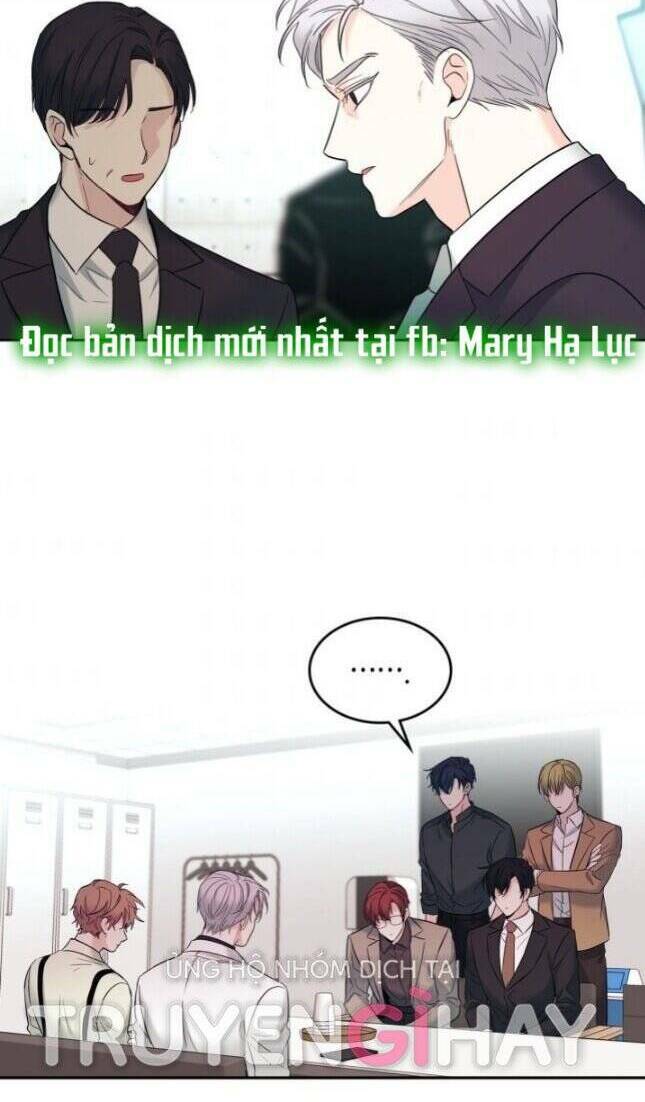 Đọc bản dịch mới nhất tại fb: Mary Hạ Lục
.......
ỦNG HỘ NHÓM DỊCH TẠI
TRUYENGIHAY